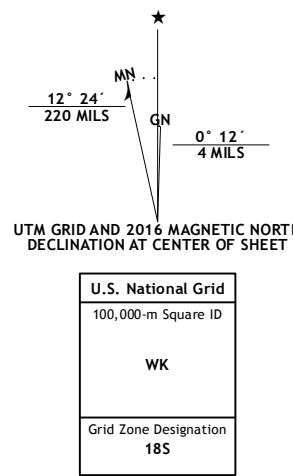 ★
MN
12° 24´
220 MILS
GN
0° 12´
4 MILS
UTM GRID AND 2016 MAGNETIC NORTH
DECLINATION AT CENTER OF SHEET
U.S. National Grid
100,000-m Square ID
WK
Grid Zone Designation
18S